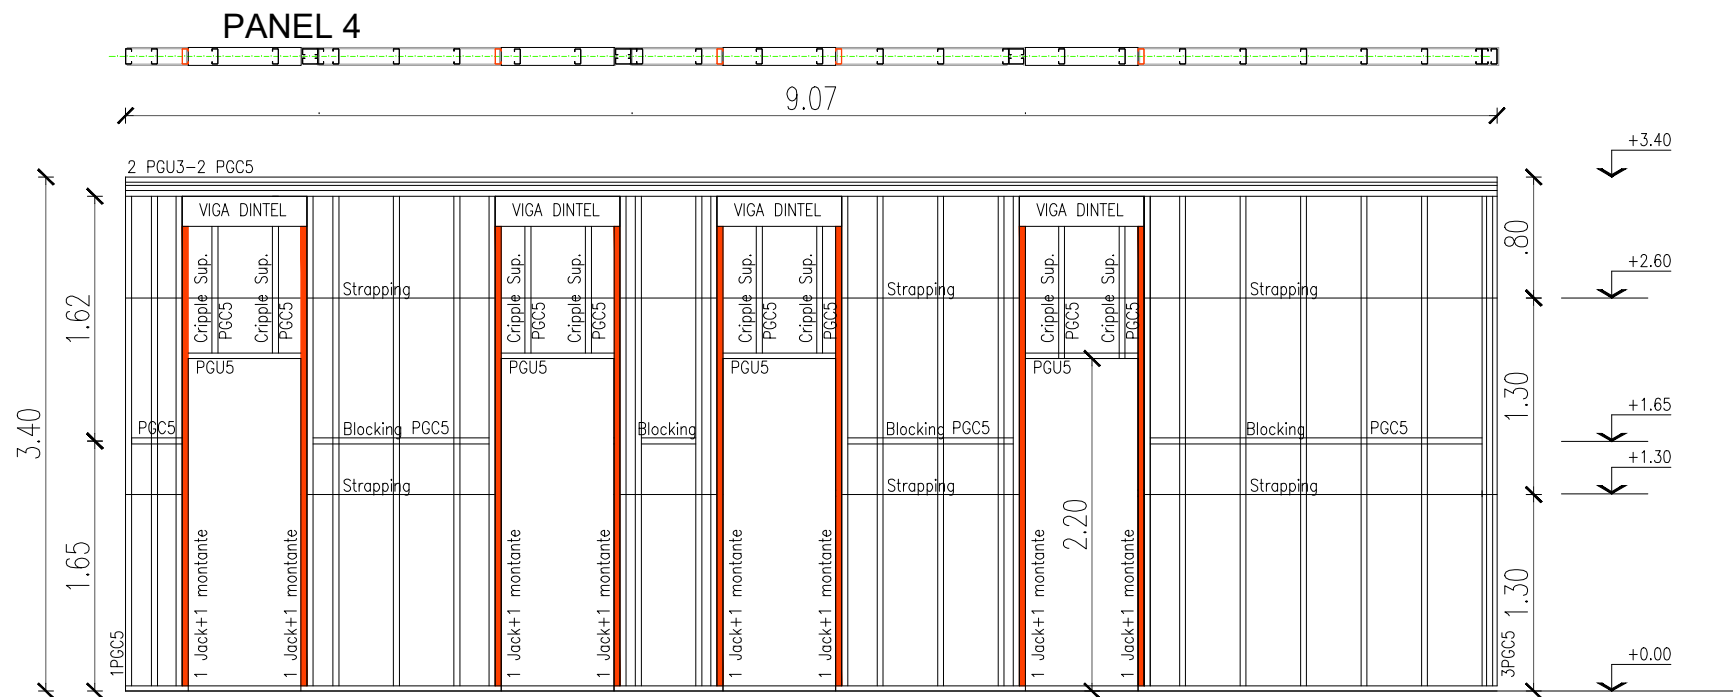 PANEL 4
9.07
+3.40
2 PGU3-2 PGC5
VIGA DINTEL
VIGA DINTEL
VIGA DINTEL
VIGA DINTEL
.80
+2.60
Cripple Sup.
PGC5
Cripple Sup.
PGC5
Cripple Sup.
PGC5
Cripple Sup.
PGC5
Cripple Sup.
PGC5
Cripple Sup.
PGC5
Cripple Sup.
PGC5
Cripple Sup.
PGC5
Strapping
Strapping
Strapping
1.62
PGU5
PGU5
PGU5
PGU5
1.30
+1.65
3.40
PGC5
Blocking PGC5
Blocking
Blocking PGC5
Blocking
PGC5
+1.30
Strapping
Strapping
Strapping
2.20
1.65
1 Jack+1 montante
1 Jack+1 montante
1 Jack+1 montante
1 Jack+1 montante
1 Jack+1 montante
1 Jack+1 montante
1 Jack+1 montante
1 Jack+1 montante
1.30
1PGC5
3PGC5
+0.00